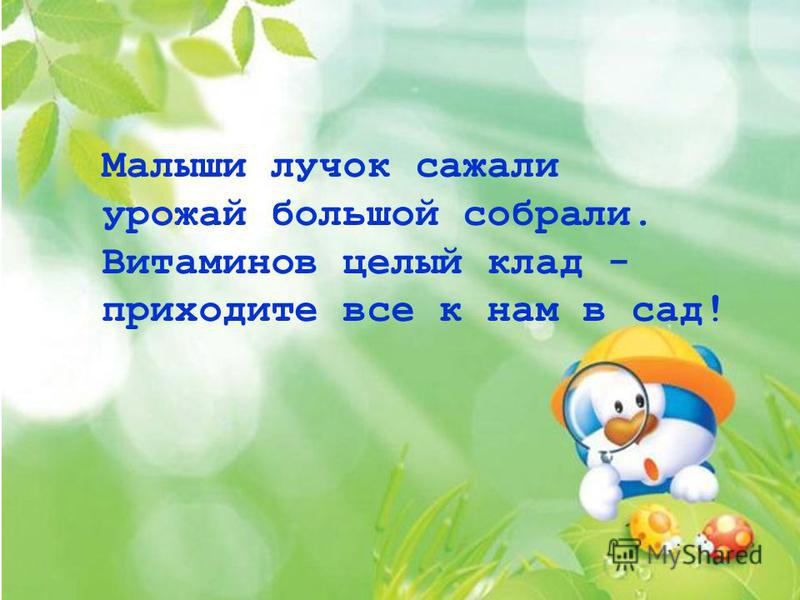 Малыши лучок сажали
урожай большой собрали.
Витаминов целый клад -
приходите все к нам в сад!
MyShared